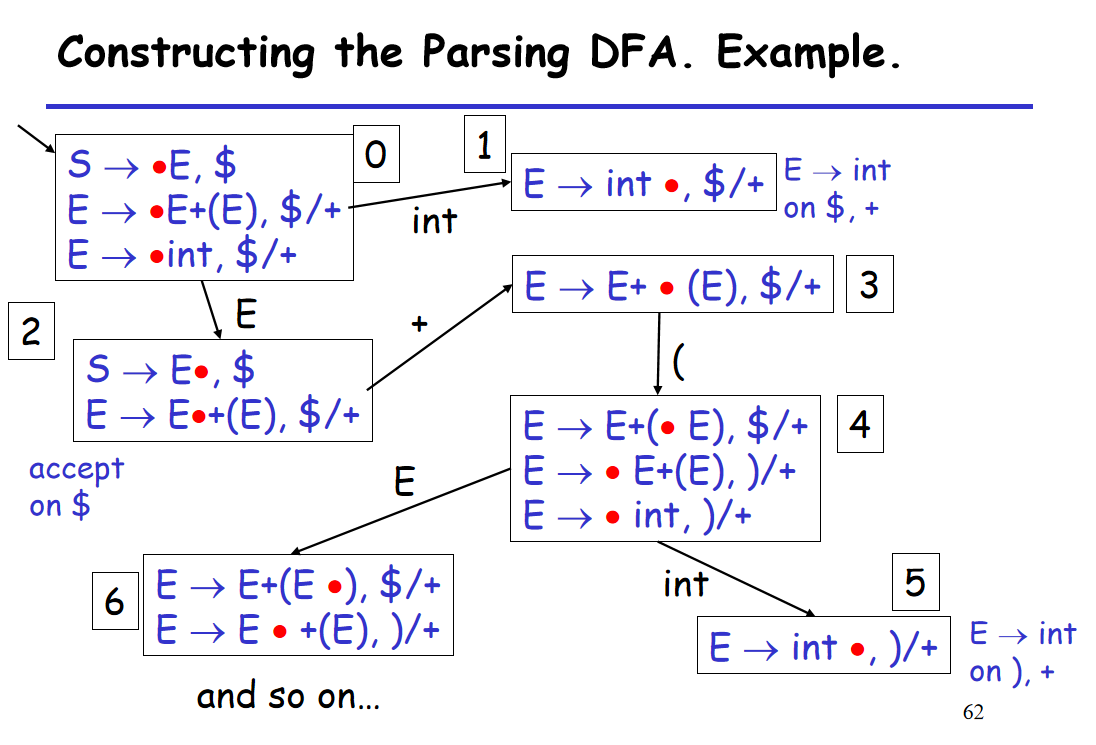 Constructing the Parsing DFA. Example.
0
S → •E, $
E → •E+(E), $/+
E → •int, $/+
int
1
E → int •, $/+
E → int
on $, +
E
2
S → E•, $
E → E•+(E), $/+
accept
on $
+
E → E+ • (E), $/+
3
(
E → E+(• E), $/+
E → • E+(E), )/+
E → • int, )/+
4
E
6
E → E+(E •), $/+
E → E • +(E), )/+
and so on...
int
5
E → int •, )/+
E → int
on ), +
62